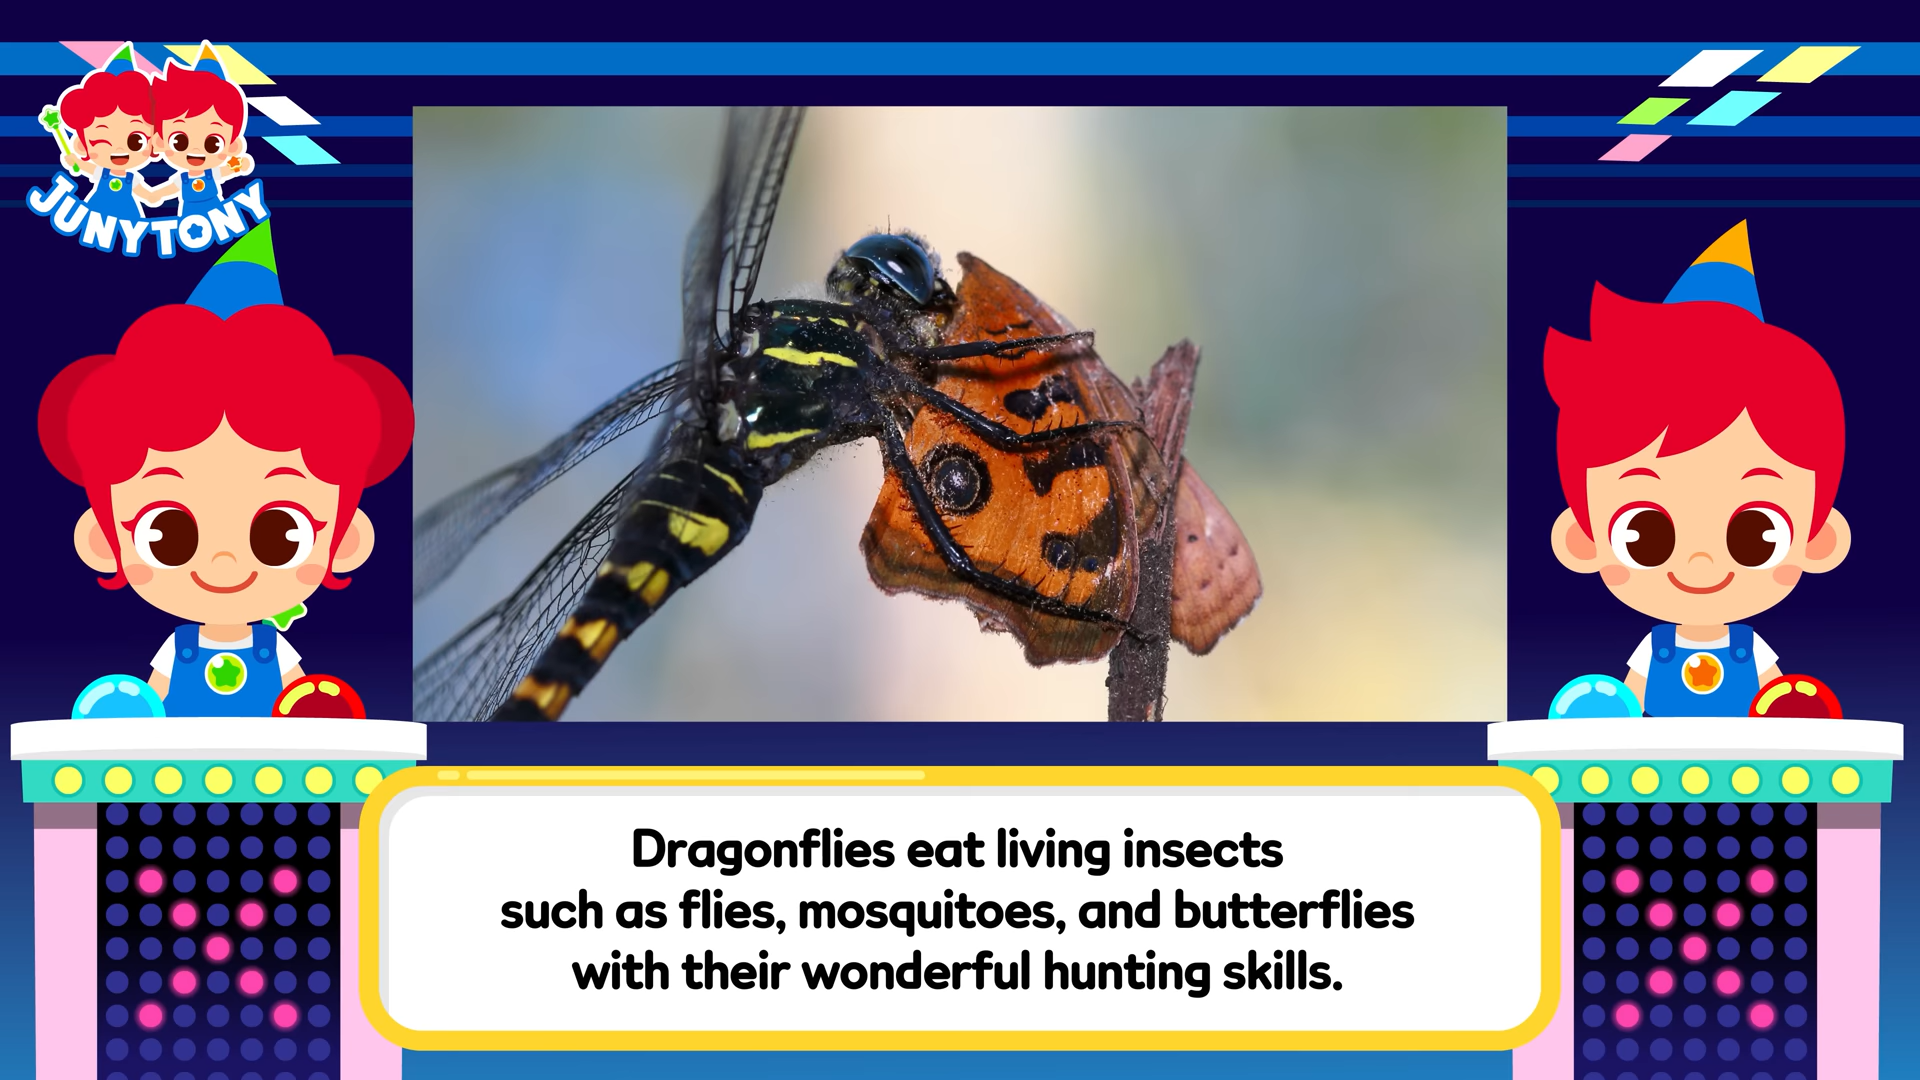 JUNYTONY
Dragonflies eat living insects
such as flies, mosquitoes, and butterflies
with their wonderful hunting skills.